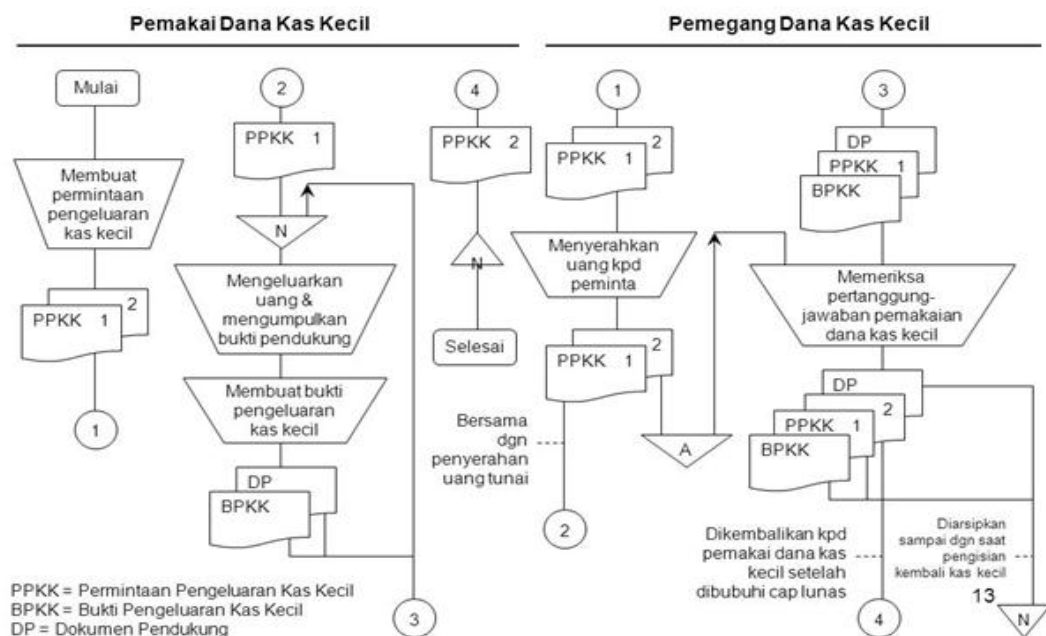 Pemakai Dana Kas Kecil
Mulai
Membuat
permintaan
pengeluaran
kas kecil
2
PPKK 1
1
2
PPKK 1
N
Mengeluarkan
uang &
mengumpulkan
bukti pendukung
Membuat bukti
pengeluaran
kas kecil
DP
BPKK
3
4
PPKK 2
N
Selesai
Pemegang Dana Kas Kecil
1
2
PPKK 1
Menyerahkan
uang kpd
peminta
2
PPKK 1
Bersama
dgn
penyerahan
uang tunai
A
2
3
DP
PPKK 1
BPKK
Memeriksa
pertanggung-
jawaban pemakaian
dana kas kecil
DP
2
PPKK 1
BPKK
Dikembalikan kpd
pemakai dana kas
kecil setelah
dibubuhi cap lunas
4
Diarsipkan
sampai dgn saat
pengisian
kembali kas kecil
13
N
PPKK = Permintaan Pengeluaran Kas Kecil
BPKK = Bukti Pengeluaran Kas Kecil
DP = Dokumen Pendukung